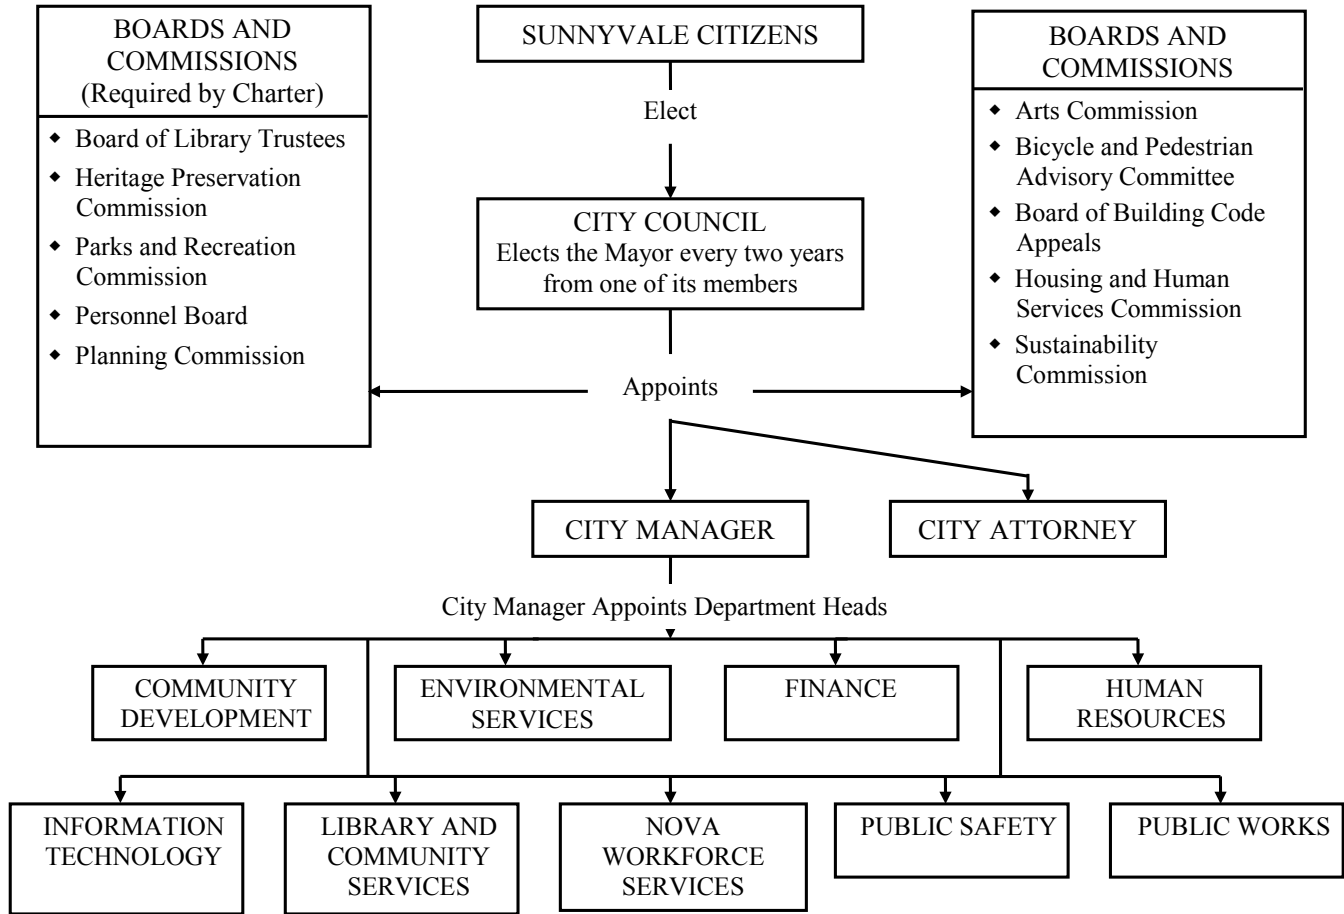 BOARDS AND
COMMISSIONS
(Required by Charter)
◆ Board of Library Trustees
◆ Heritage Preservation
Commission
◆ Parks and Recreation
Commission
◆ Personnel Board
◆ Planning Commission
SUNNYVALE CITIZENS
Elect
CITY COUNCIL
Elects the Mayor every two years
from one of its members
Appoints
BOARDS AND
COMMISSIONS
◆ Arts Commission
◆ Bicycle and Pedestrian
Advisory Committee
◆ Board of Building Code
Appeals
◆ Housing and Human
Services Commission
◆ Sustainability
Commission
CITY MANAGER
CITY ATTORNEY
City Manager Appoints Department Heads
COMMUNITY
DEVELOPMENT
ENVIRONMENTAL
SERVICES
FINANCE
HUMAN
RESOURCES
INFORMATION
TECHNOLOGY
LIBRARY AND
COMMUNITY
SERVICES
NOVA
WORKFORCE
SERVICES
PUBLIC SAFETY
PUBLIC WORKS